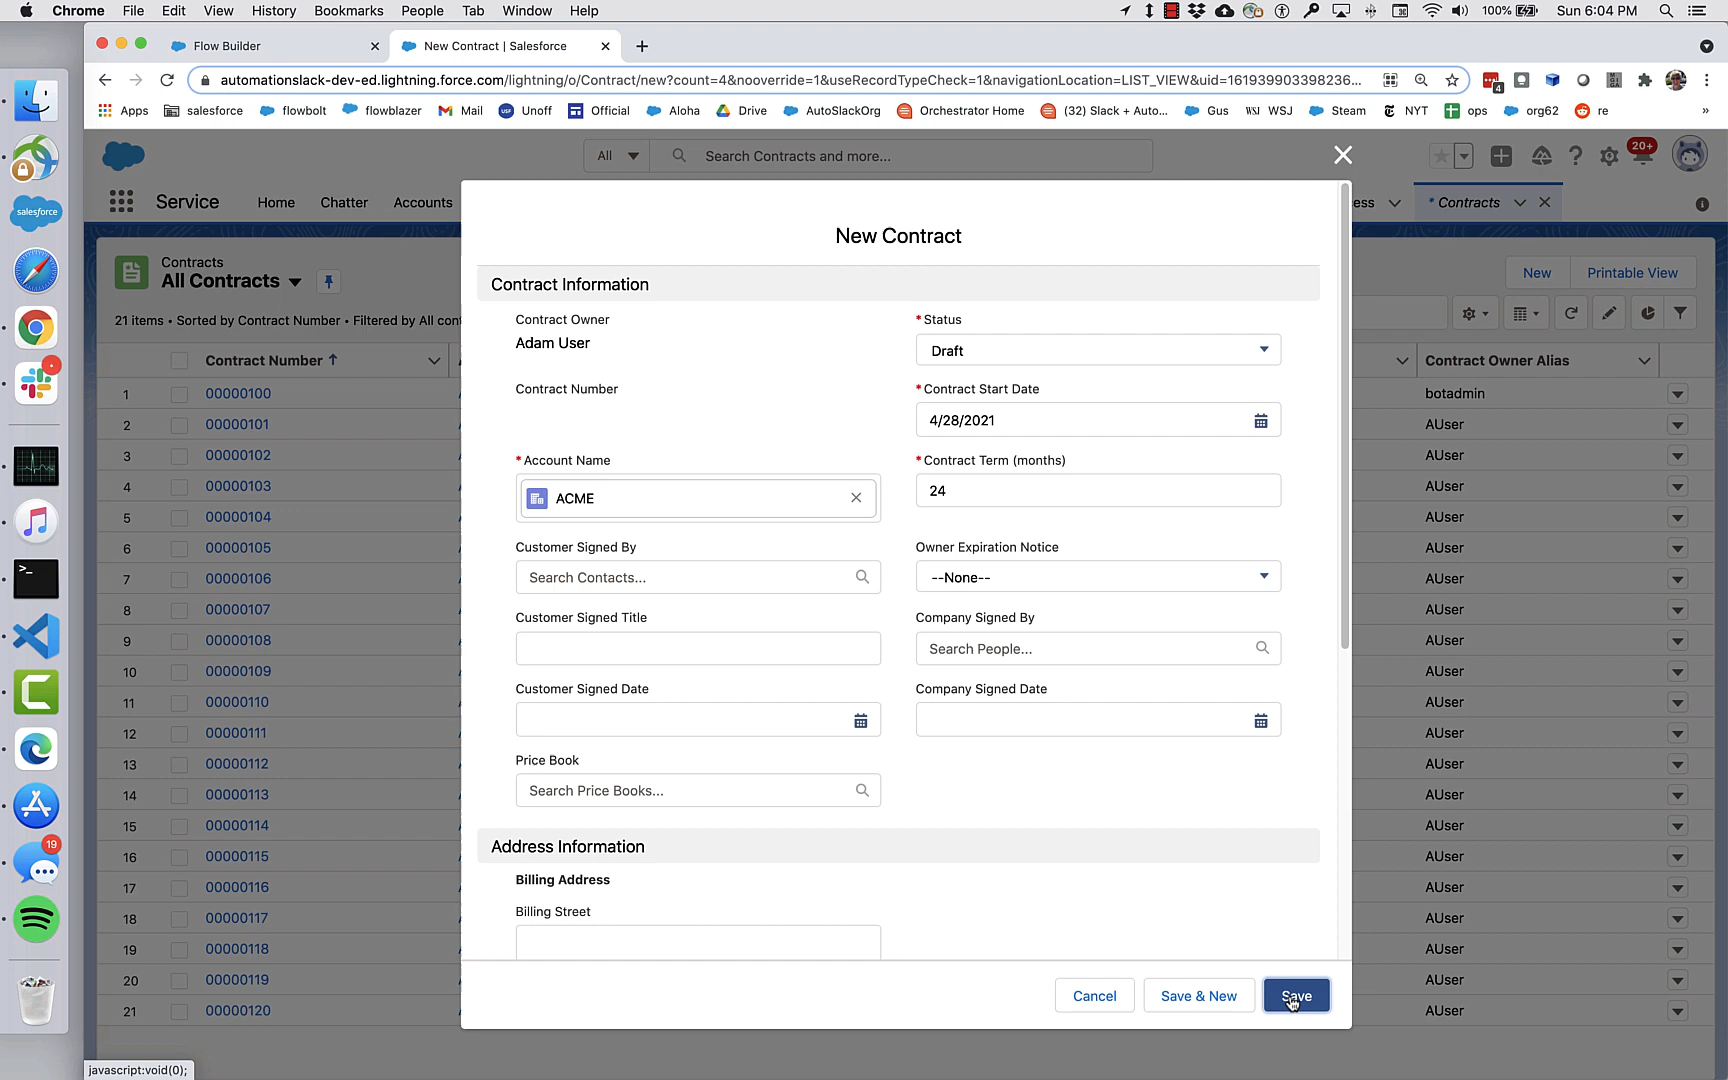 Chrome File Edit View History Bookmarks People Tab Window Help 100% Sun 6:04 PM
Flow Builder
New Contract | Salesforce
automationslack-dev-ed.lightning.force.com/lightning/o/Contract/new?count=4&nooverride=1&useRecordTypeCheck=1&navigationLocation=LIST_VIEW&uid=161939903398236...
4
Apps salesforce flowbolt flowblazer Mail Unoff Official Aloha Drive AutoSlackOrg Orchestrator Home (32) Slack + Auto... Gus WSJ WSJ Steam NYT ops org62 re »
salesforce
All Search Contracts and more... 20+
Service Home Chatter Accounts ess * Contracts
Contracts
All Contracts
New Printable View
21 items • Sorted by Contract Number • Filtered by All cont
Contract Number Contract Owner Alias
1 00000100 botadmin
2 00000101 AUser
3 00000102 AUser
4 00000103 AUser
5 00000104 AUser
6 00000105 AUser
7 00000106 AUser
8 00000107 AUser
9 00000108 AUser
10 00000109 AUser
11 00000110 AUser
12 00000111 AUser
13 00000112 AUser
14 00000113 AUser
15 00000114 AUser
16 00000115 AUser
17 00000116 AUser
18 00000117 AUser
19 00000118 AUser
20 00000119 AUser
21 00000120 AUser
New Contract
Contract Information
Contract Owner
Adam User
*Status
Draft
Contract Number
*Contract Start Date
4/28/2021
*Account Name
ACME
*Contract Term (months)
24
Customer Signed By
Search Contacts...
Owner Expiration Notice
--None--
Customer Signed Title
Company Signed By
Search People...
Customer Signed Date
Company Signed Date
Price Book
Search Price Books...
Address Information
Billing Address
Billing Street
Cancel Save & New Save
19
javascript:void(0);